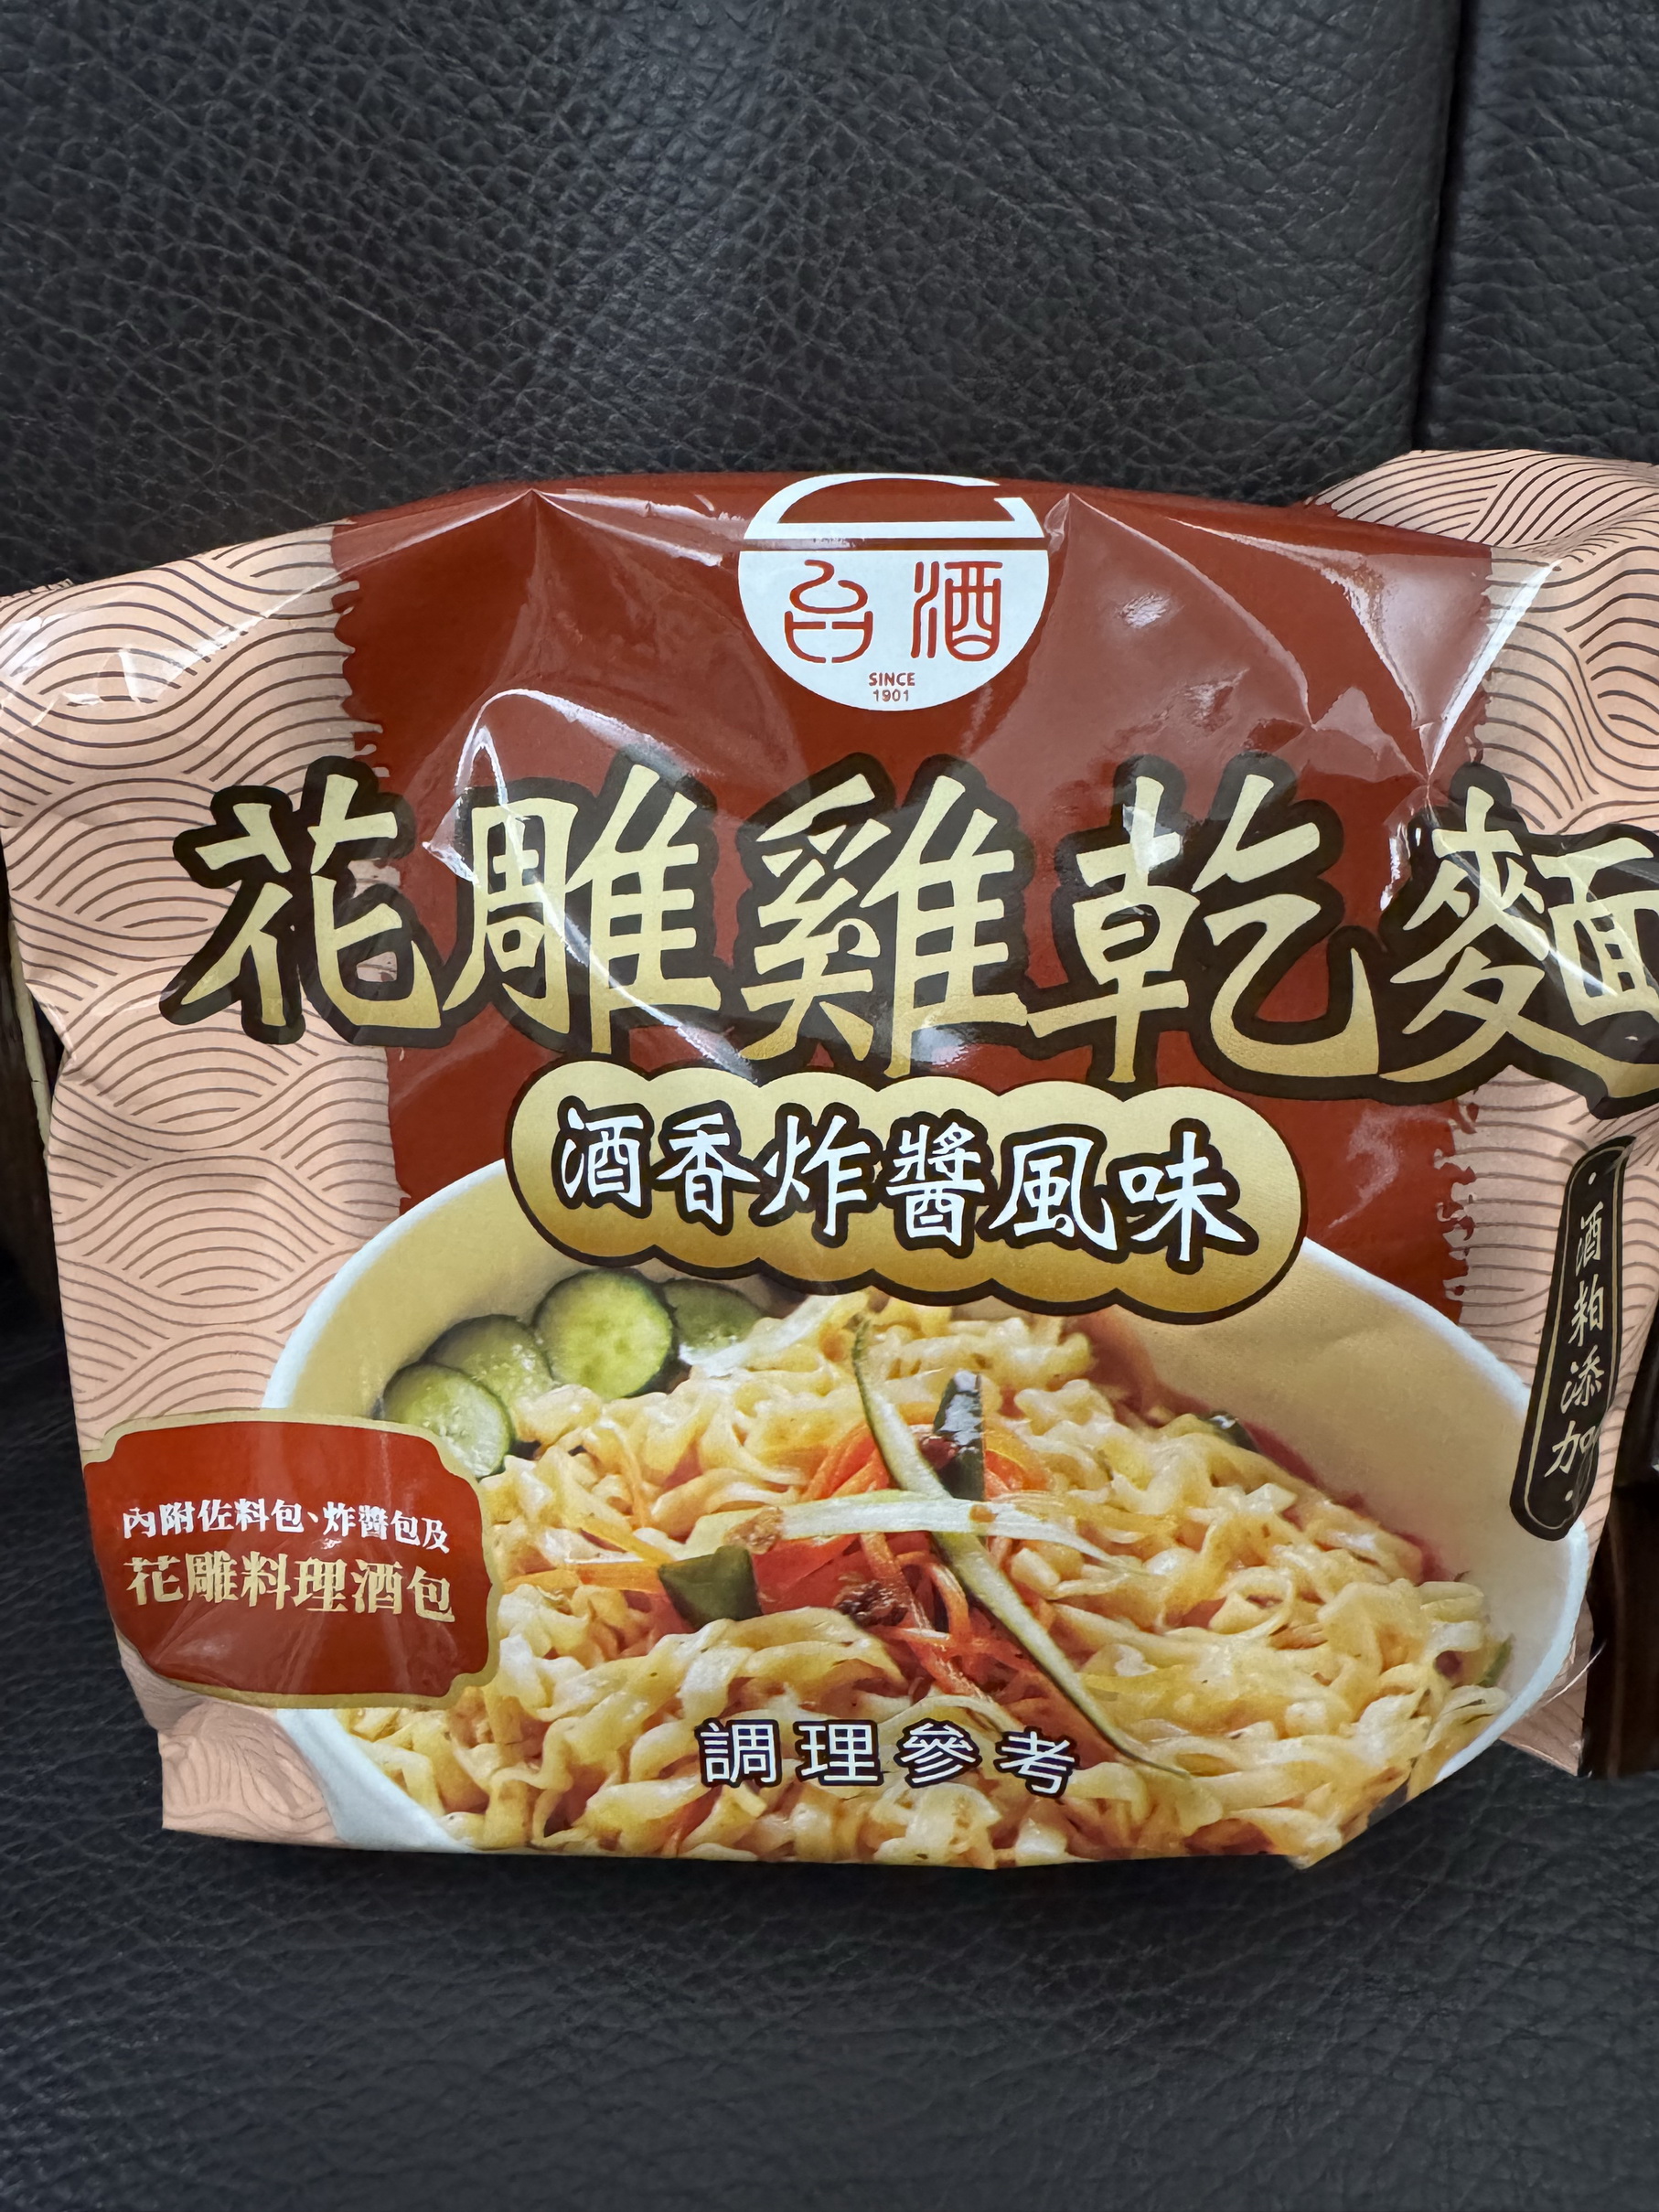 台酒
SINCE
1901
花雕雞乾麵
酒香炸醬風味
酒粕添加
內附佐料包、炸醬包及
花雕料理酒包
調理參考